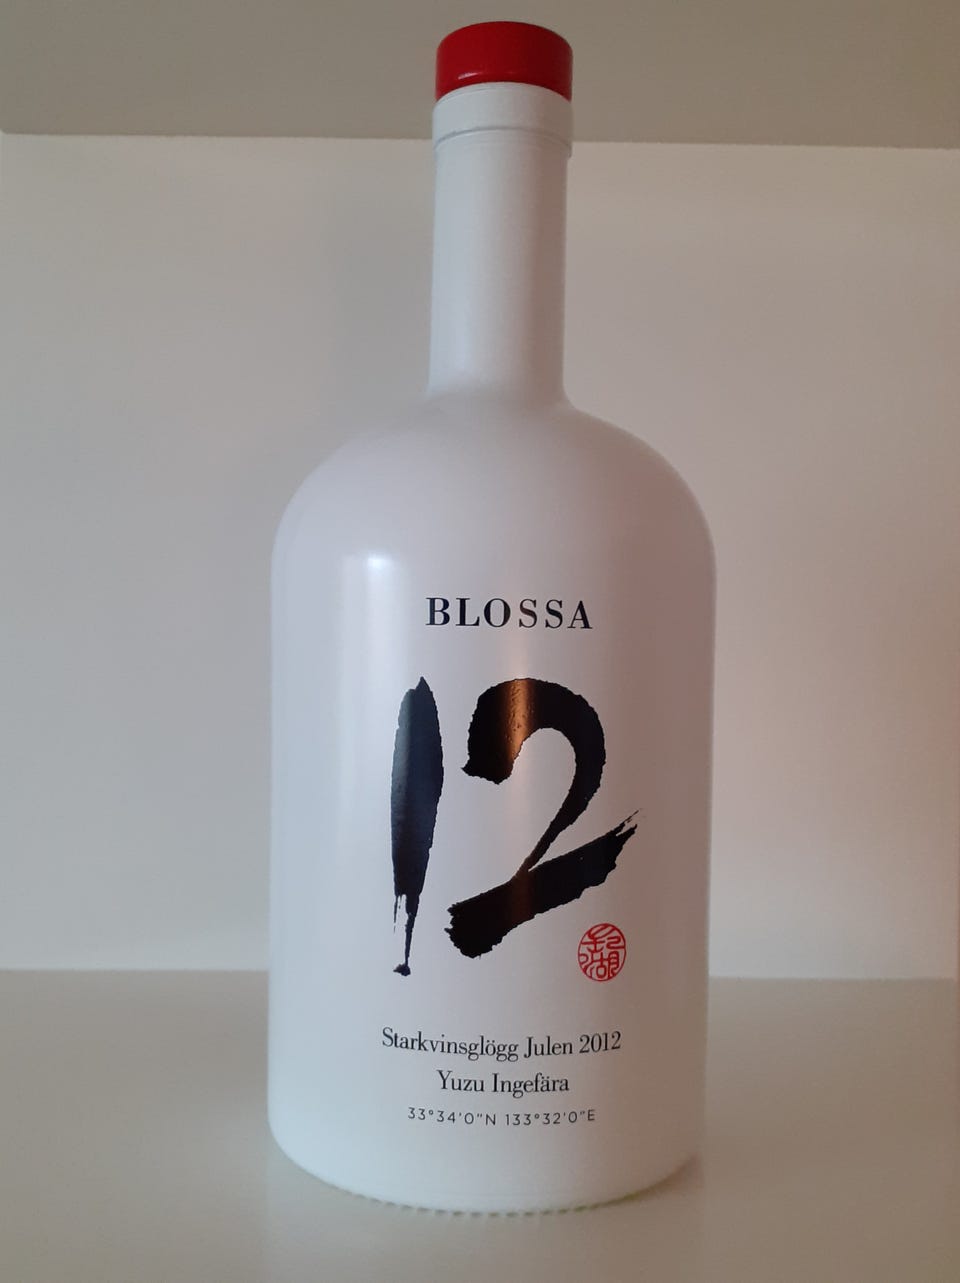 BLOSSA
12
Starkvinsglögg Julen 2012
Yuzu Ingefära
33°34'0"N 133°32'0"E